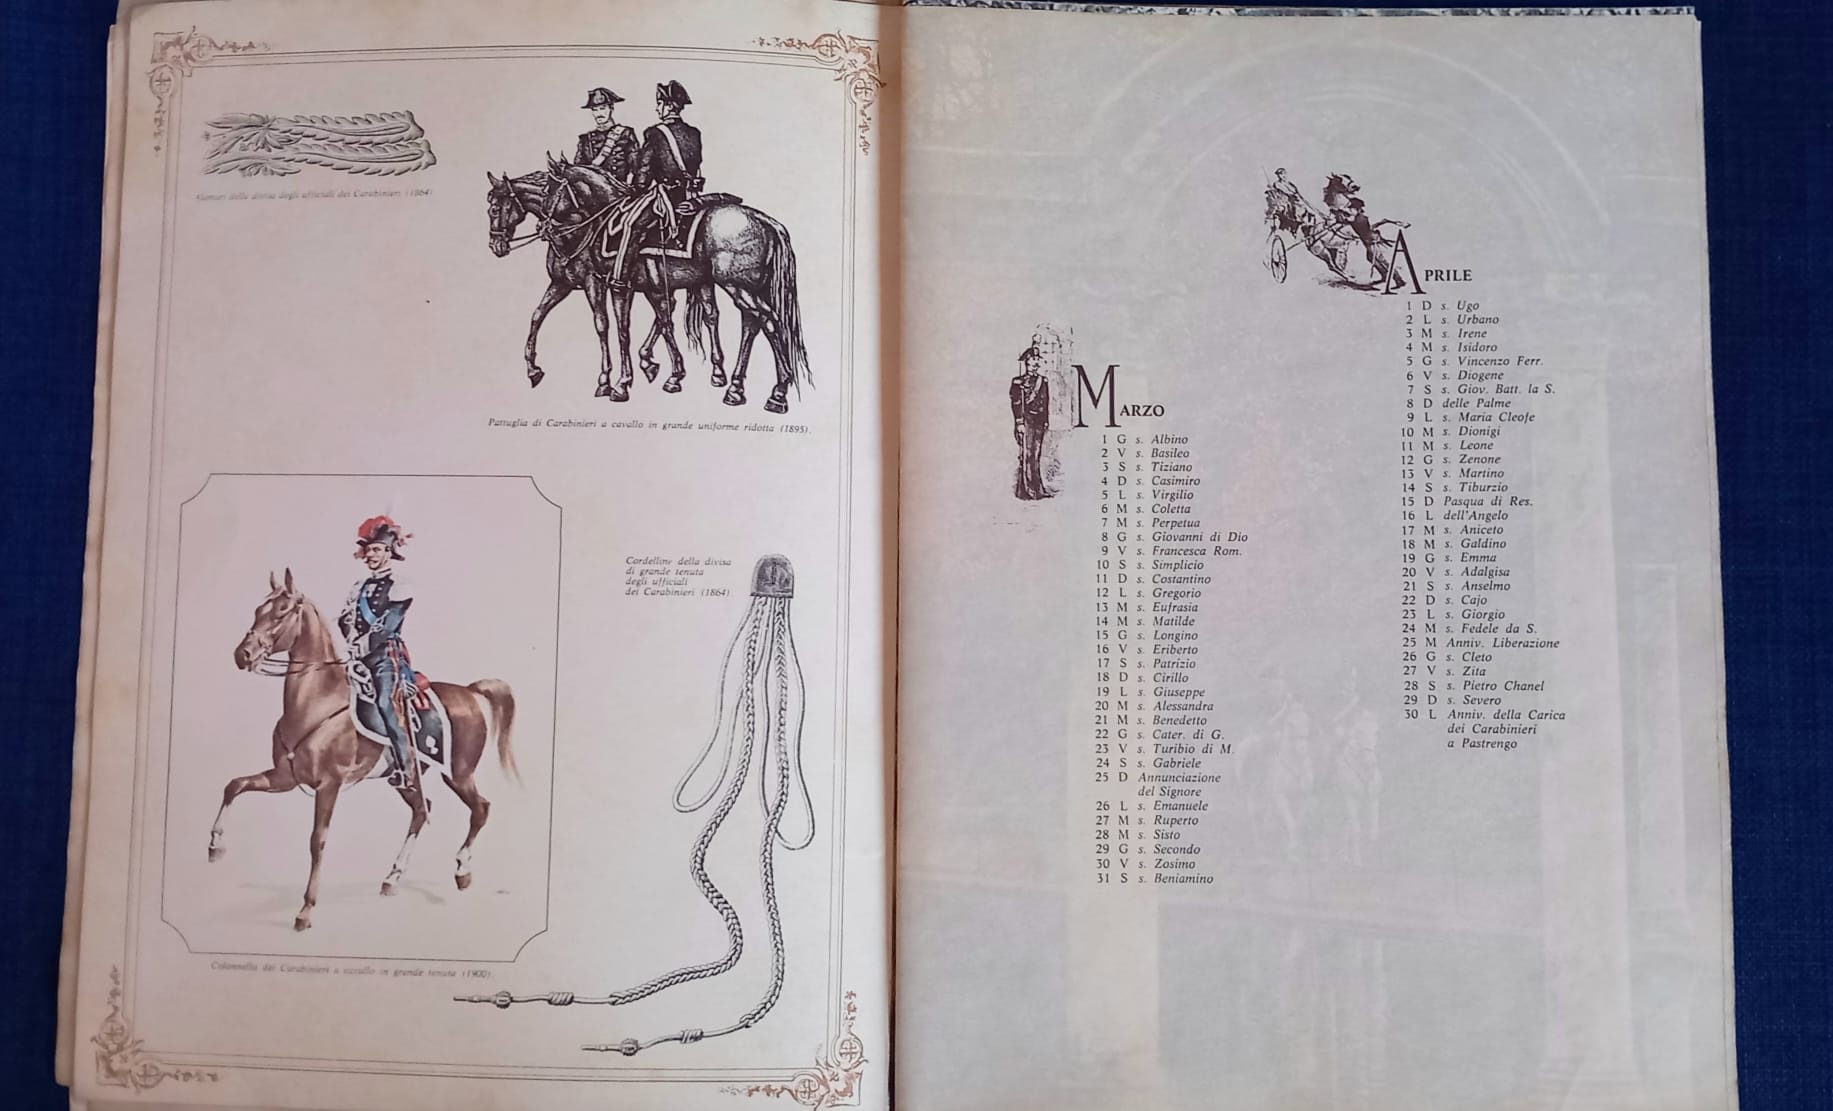 Alamari della divisa degli ufficiali dei Carabinieri (1864)
Pattuglia di Carabinieri a cavallo in grande uniforme ridotta (1895).
Cordelline della divisa
di grande tenuta
degli ufficiali
dei Carabinieri (1864).
Colonnello dei Carabinieri a cavallo in grande tenuta (1900).
MARZO
1 G s. Albino
2 V s. Basileo
3 S s. Tiziano
4 D s. Casimiro
5 L s. Virgilio
6 M s. Coletta
7 M s. Perpetua
8 G s. Giovanni di Dio
9 V s. Francesca Rom.
10 S s. Simplicio
11 D s. Costantino
12 L s. Gregorio
13 M s. Eufrasia
14 M s. Matilde
15 G s. Longino
16 V s. Eriberto
17 S s. Patrizio
18 D s. Cirillo
19 L s. Giuseppe
20 M s. Alessandra
21 M s. Benedetto
22 G s. Cater. di G.
23 V s. Turibio di M.
24 S s. Gabriele
25 D Annunciazione
del Signore
26 L s. Emanuele
27 M s. Ruperto
28 M s. Sisto
29 G s. Secondo
30 V s. Zosimo
31 S s. Beniamino
APRILE
1 D s. Ugo
2 L s. Urbano
3 M s. Irene
4 M s. Isidoro
5 G s. Vincenzo Ferr.
6 V s. Diogene
7 S s. Giov. Batt. la S.
8 D delle Palme
9 L s. Maria Cleofe
10 M s. Dionigi
11 M s. Leone
12 G s. Zenone
13 V s. Martino
14 S s. Tiburzio
15 D Pasqua di Res.
16 L dell'Angelo
17 M s. Aniceto
18 M s. Galdino
19 G s. Emma
20 V s. Adalgisa
21 S s. Anselmo
22 D s. Cajo
23 L s. Giorgio
24 M s. Fedele da S.
25 M Anniv. Liberazione
26 G s. Cleto
27 V s. Zita
28 S s. Pietro Chanel
29 D s. Severo
30 L Anniv. della Carica
dei Carabinieri
a Pastrengo